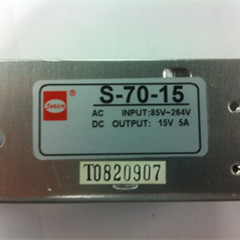 S-70-15
®
AC INPUT:85V~264V
DC OUTPUT: 15V 5A
T0820907